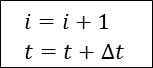 i = i + 1
t = t + Δt